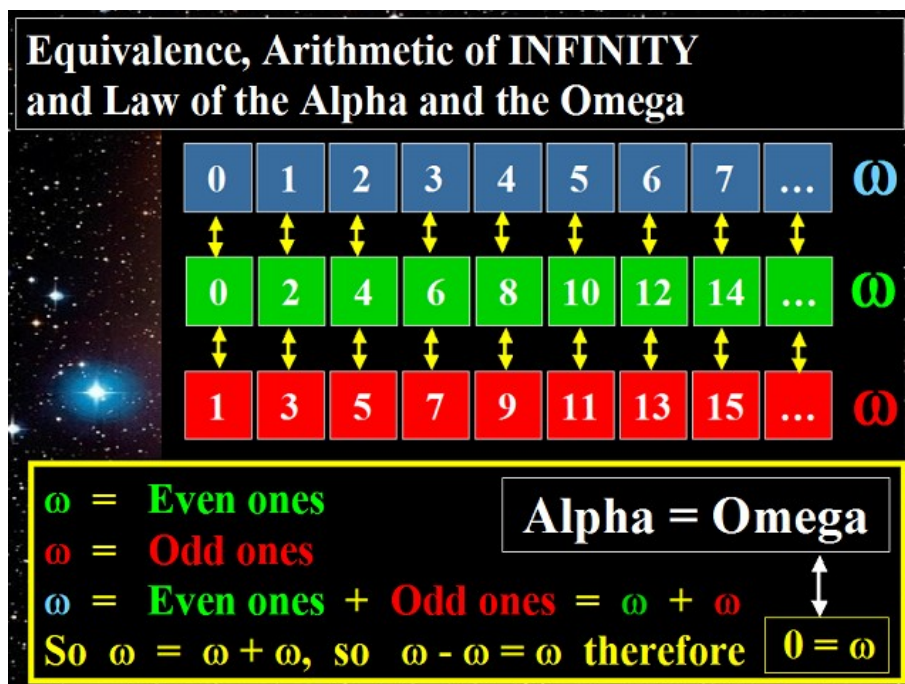 Equivalence, Arithmetic of INFINITY
and Law of the Alpha and the Omega
0 1 2 3 4 5 6 7 ... ω
0 2 4 6 8 10 12 14 ... ω
1 3 5 7 9 11 13 15 ... ω
ω = Even ones
ω = Odd ones
ω = Even ones + Odd ones = ω + ω
So ω = ω + ω, so ω - ω = ω therefore
Alpha = Omega
0 = ω